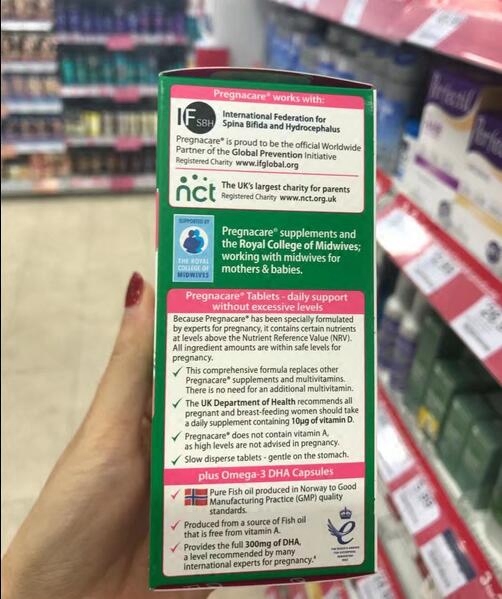 Pregnacare® works with:
IF
SBH
International Federation for
Spina Bifida and Hydrocephalus
Pregnacare® is proud to be the official Worldwide
Partner of the Global Prevention Initiative
Registered Charity www.ifglobal.org
nct
The UK's largest charity for parents
Registered Charity www.nct.org.uk
SUPPORTED BY
THE ROYAL
COLLEGE OF
MIDWIVES
Pregnacare® supplements and
the Royal College of Midwives;
working with midwives for
mothers & babies.
Pregnacare® Tablets - daily support
without excessive levels
Because Pregnacare® has been specially formulated
by experts for pregnancy, it contains certain nutrients
at levels above the Nutrient Reference Value (NRV).
All ingredient amounts are within safe levels for
pregnancy.
✓ This comprehensive formula replaces other
Pregnacare® supplements and multivitamins.
There is no need for an additional multivitamin.
✓ The UK Department of Health recommends all
pregnant and breast-feeding women should take
a daily supplement containing 10µg of vitamin D.
✓ Pregnacare® does not contain vitamin A,
as high levels are not advised in pregnancy.
✓ Slow disperse tablets - gentle on the stomach.
plus Omega-3 DHA Capsules
✓ Pure Fish oil produced in Norway to Good
Manufacturing Practice (GMP) quality
standards.
✓ Produced from a source of Fish oil
that is free from vitamin A.
✓ Provides the full 300mg of DHA,
a level recommended by many
international experts for pregnancy.